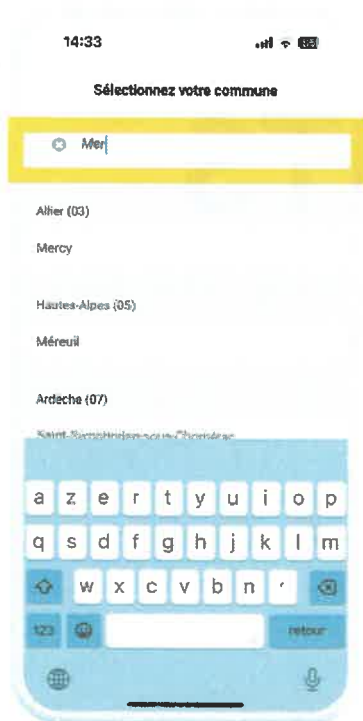 14:33
Sélectionnez votre commune
Mer
Allier (03)
Mercy
Hautes-Alpes (05)
Méreuil
Ardeche (07)
a z e r t y u i o p
q s d f g h j k l m
w x c v b n ´
123 retour